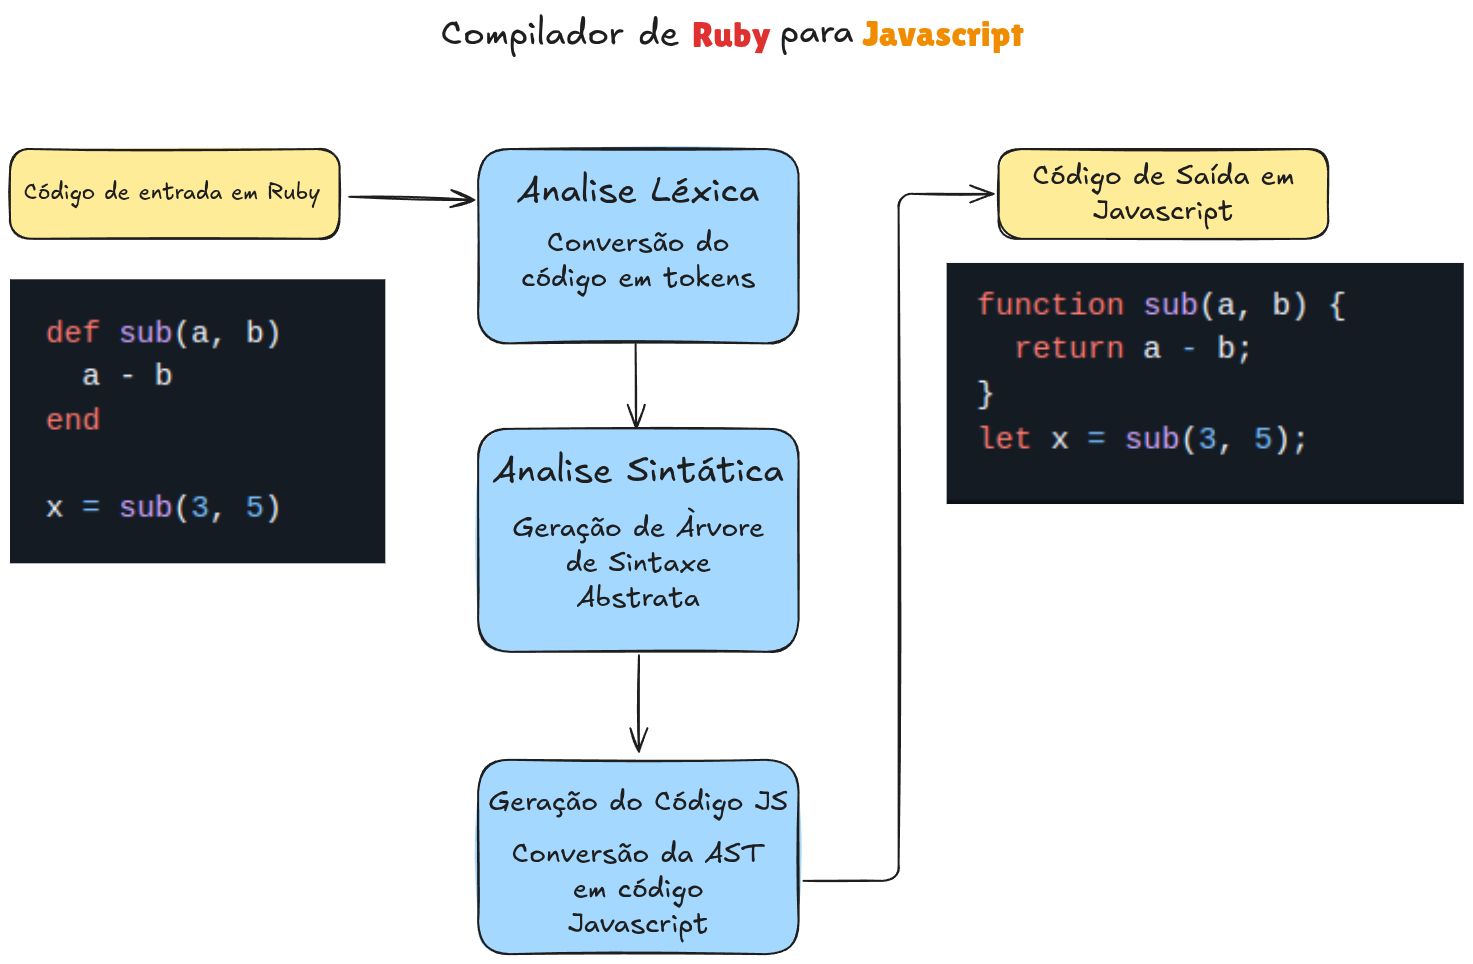 Compilador de Ruby para Javascript
Código de entrada em Ruby
def sub(a, b)
  a - b
end
x = sub(3, 5)
Analise Léxica
Conversão do
código em tokens
Analise Sintática
Geração de Àrvore
de Sintaxe
Abstrata
Geração do Código JS
Conversão da AST
em código
Javascript
Código de Saída em
Javascript
function sub(a, b) {
  return a - b;
}
let x = sub(3, 5);